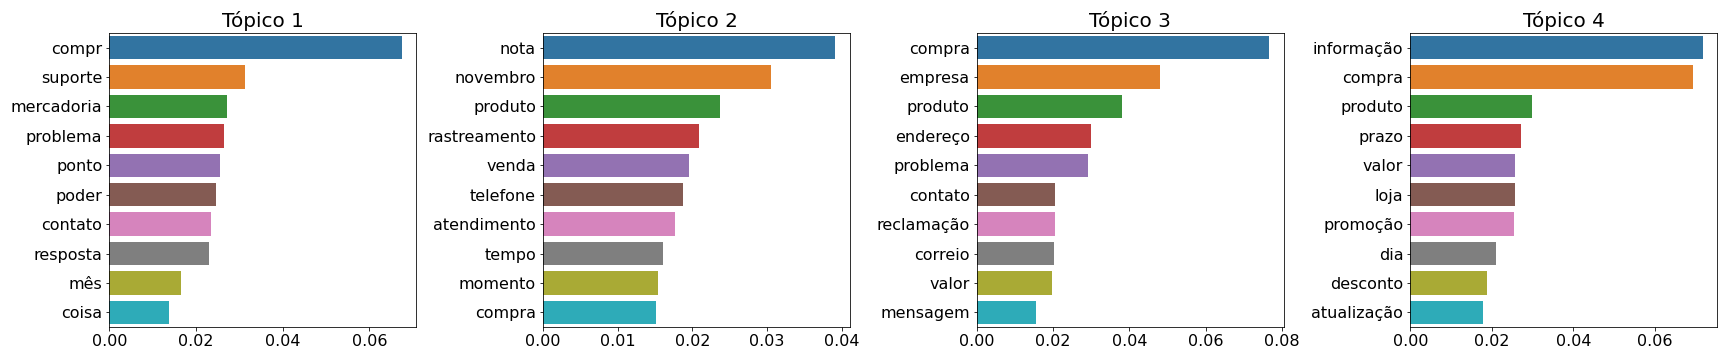 Tópico 1
compr
suporte
mercadoria
problema
ponto
poder
contato
resposta
mês
coisa
0.00 0.02 0.04 0.06
Tópico 2
nota
novembro
produto
rastreamento
venda
telefone
atendimento
tempo
momento
compra
0.00 0.01 0.02 0.03 0.04
Tópico 3
compra
empresa
produto
endereço
problema
contato
reclamação
correio
valor
mensagem
0.00 0.02 0.04 0.06 0.08
Tópico 4
informação
compra
produto
prazo
valor
loja
promoção
dia
desconto
atualização
0.00 0.02 0.04 0.06